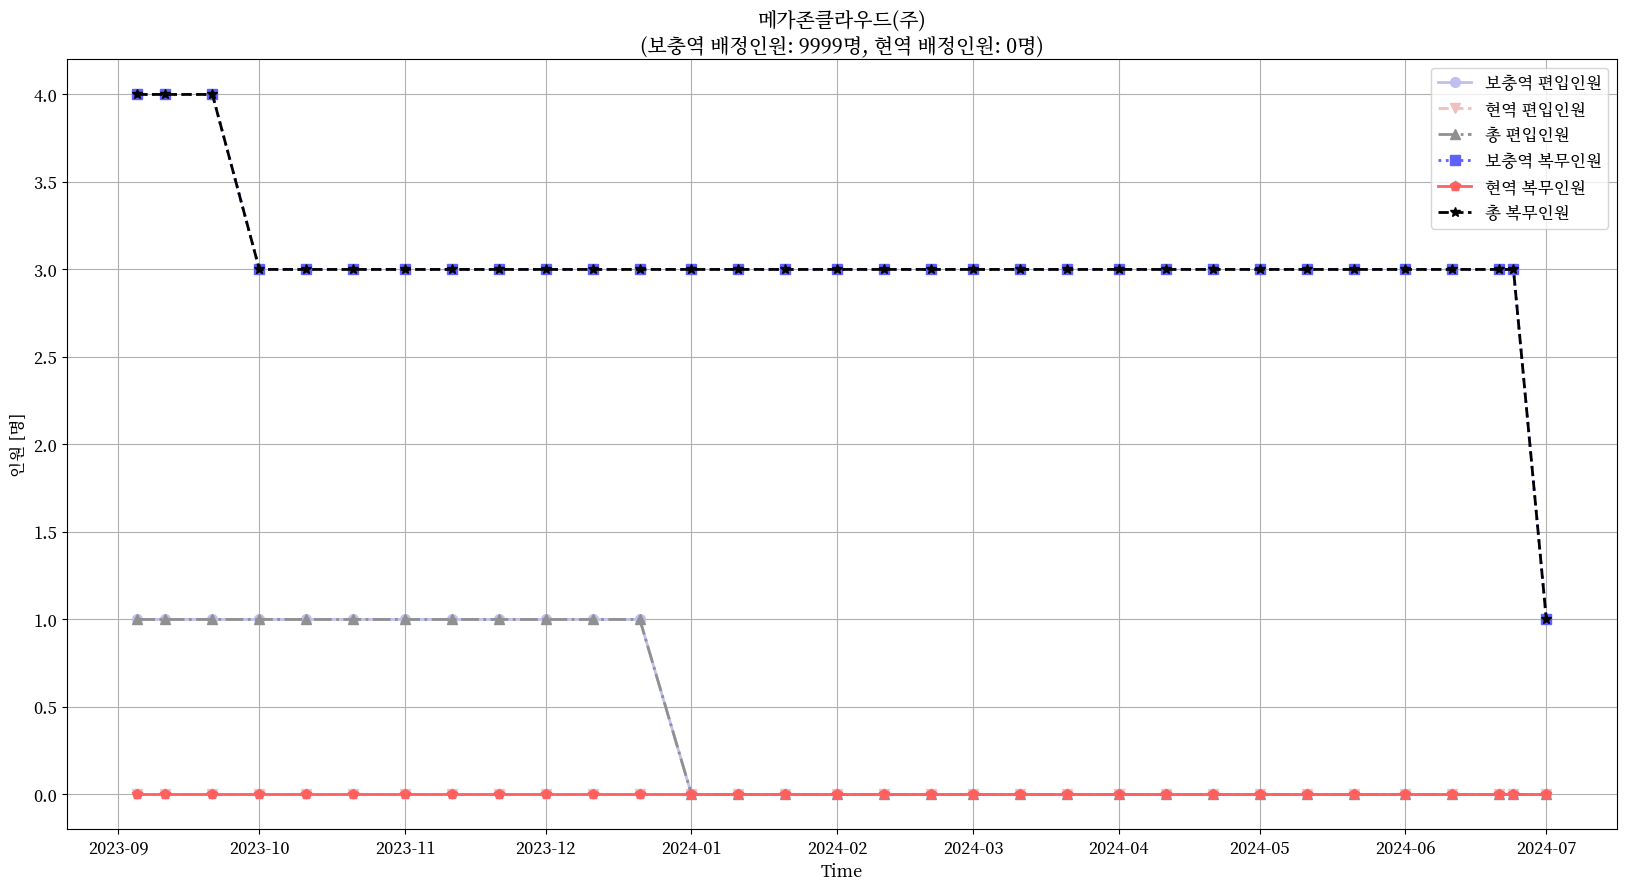 메가존클라우드(주)
(보충역 배정인원: 9999명, 현역 배정인원: 0명)
보충역 편입인원
현역 편입인원
총 편입인원
보충역 복무인원
현역 복무인원
총 복무인원
인원 [명]
4.0
3.5
3.0
2.5
2.0
1.5
1.0
0.5
0.0
2023-09 2023-10 2023-11 2023-12 2024-01 2024-02 2024-03 2024-04 2024-05 2024-06 2024-07
Time